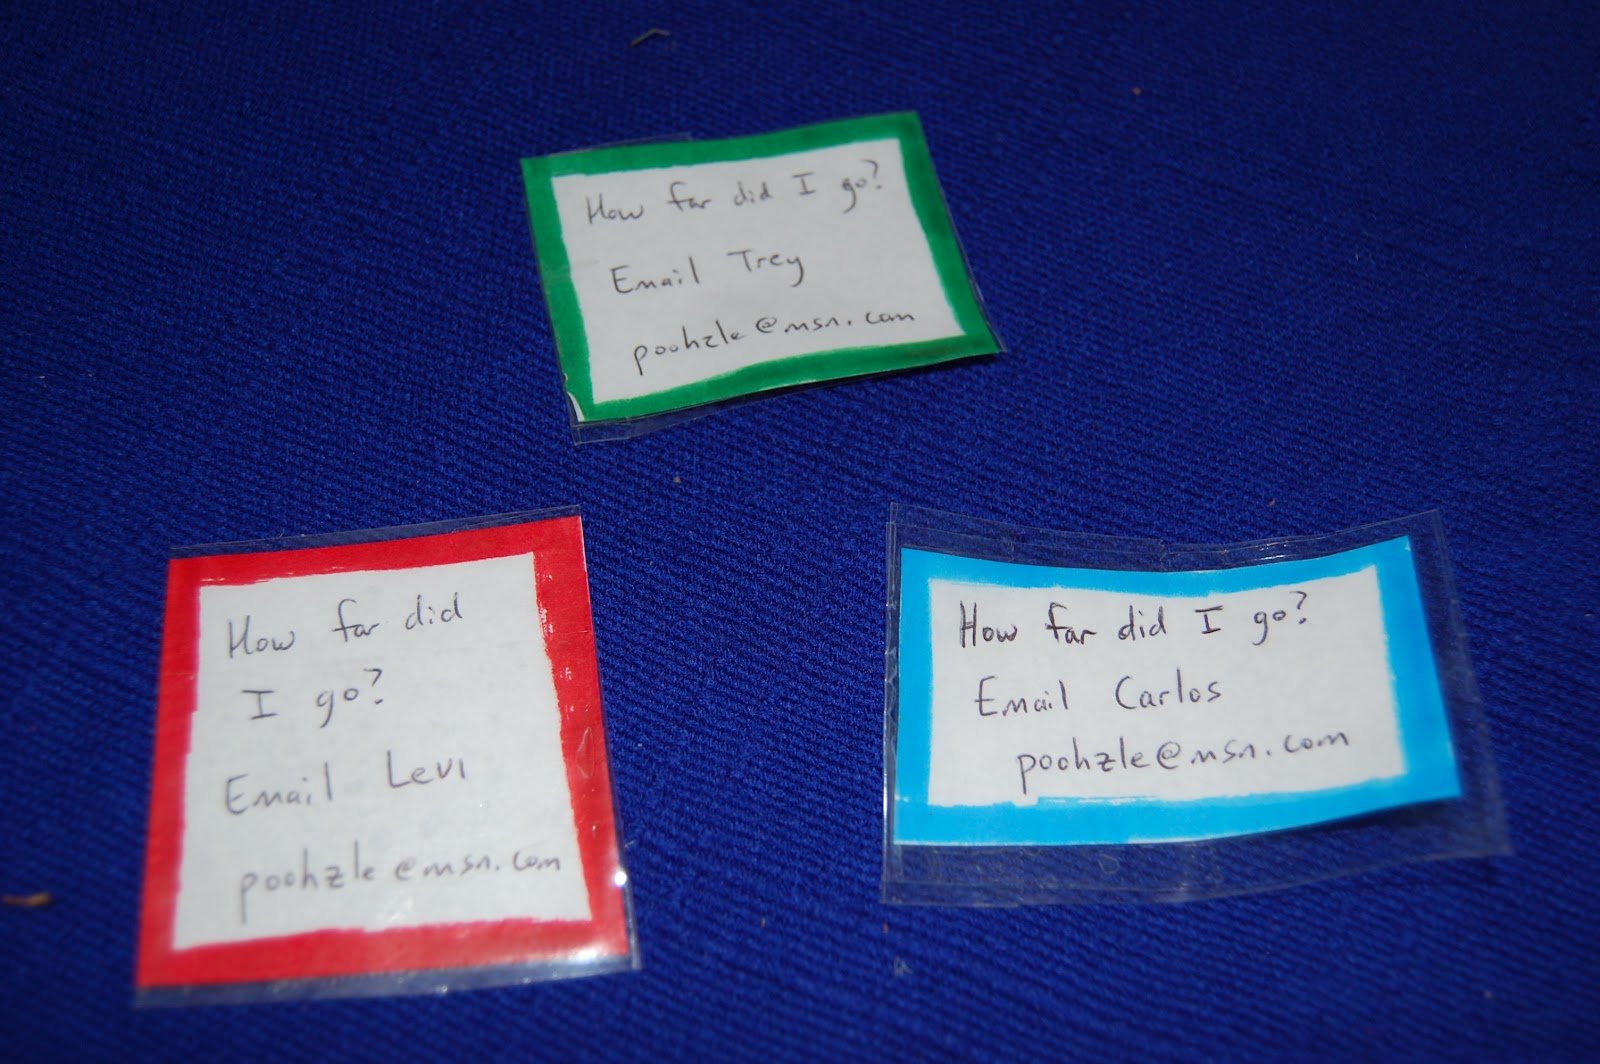 How far did I go?
Email Trey
poohzle@msn.com
How far did
I go?
Email Levi
poohzle@msn.com
How far did I go?
Email Carlos
poohzle@msn.com